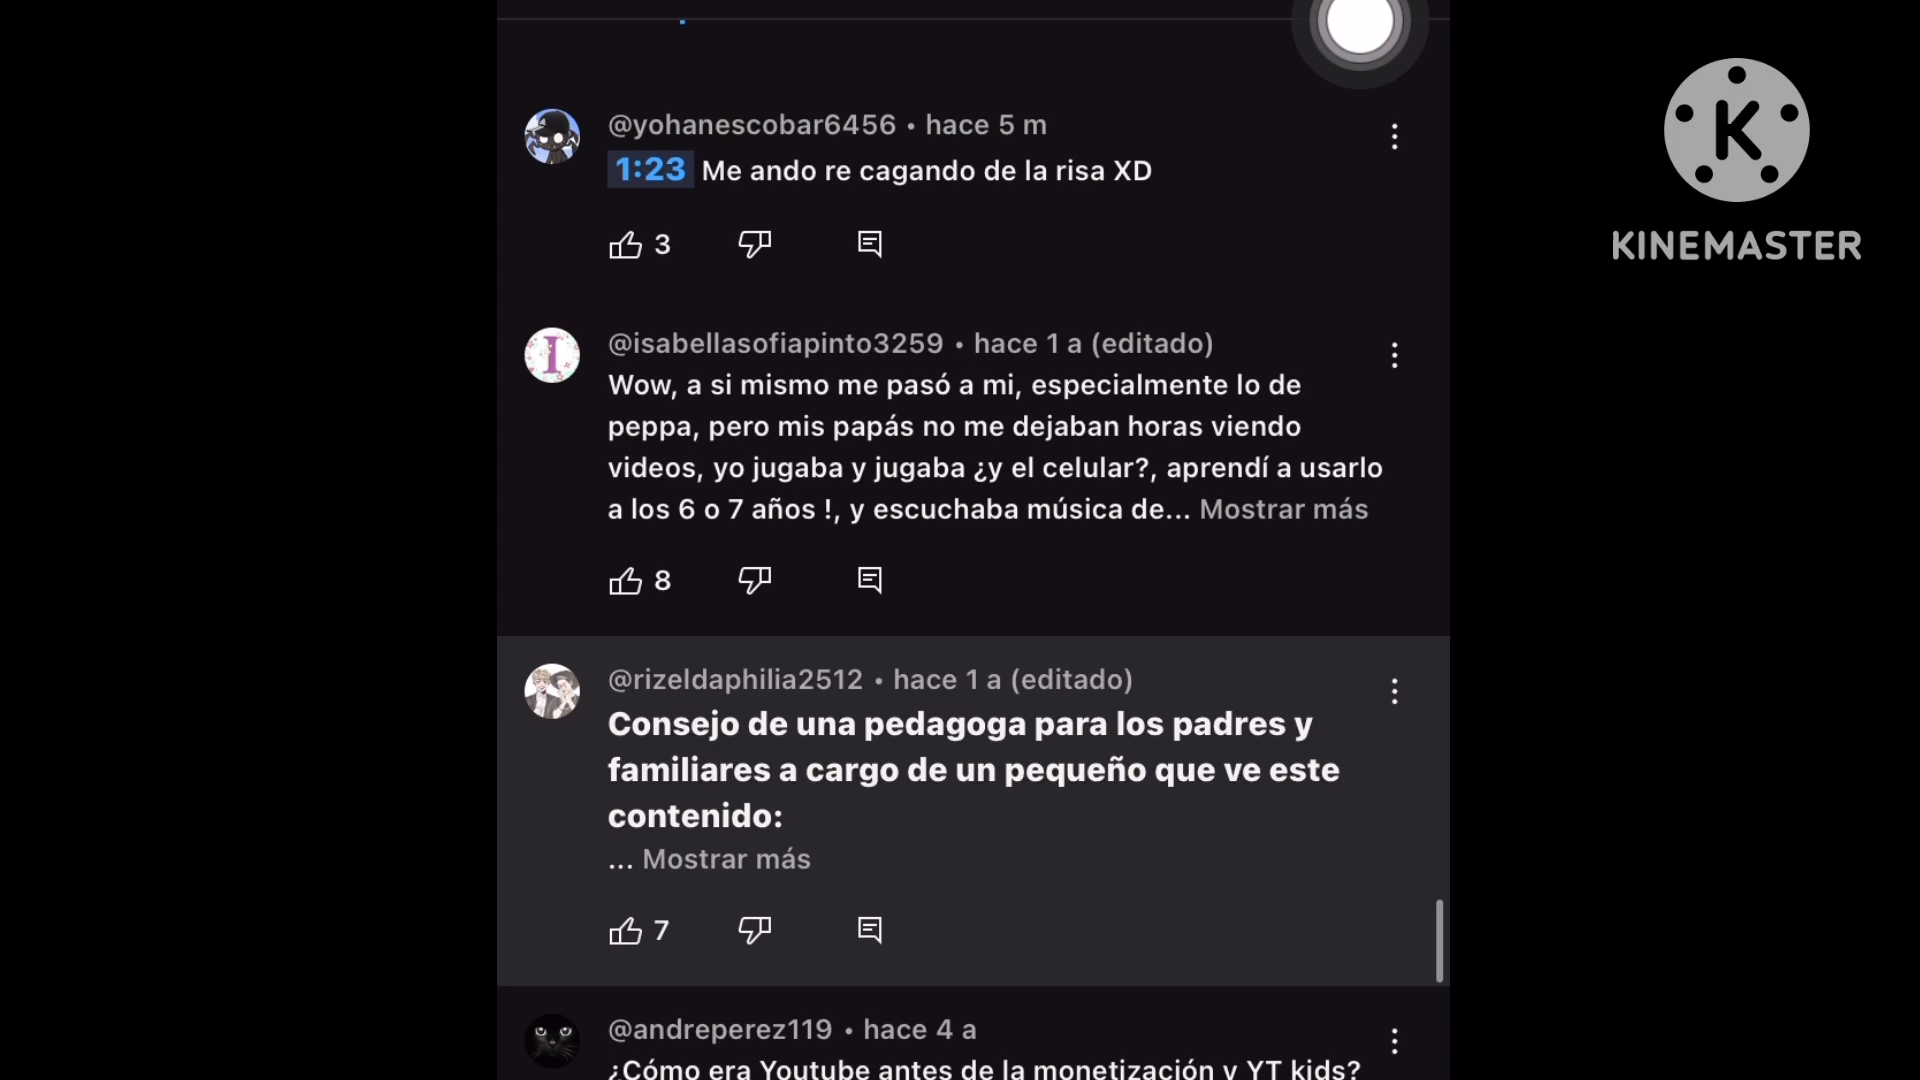 @yohanescobar6456 • hace 5 m
1:23 Me ando re cagando de la risa XD
3
@isabellasofiapinto3259 • hace 1 a (editado)
Wow, a si mismo me pasó a mi, especialmente lo de
peppa, pero mis papás no me dejaban horas viendo
videos, yo jugaba y jugaba ¿y el celular?, aprendí a usarlo
a los 6 o 7 años !, y escuchaba música de... Mostrar más
8
@rizeldaphilia2512 • hace 1 a (editado)
Consejo de una pedagoga para los padres y
familiares a cargo de un pequeño que ve este
contenido:
... Mostrar más
7
@andreperez119 • hace 4 a
¿Cómo era Youtube antes de la monetización y YT kids?
K
KINEMASTER
I